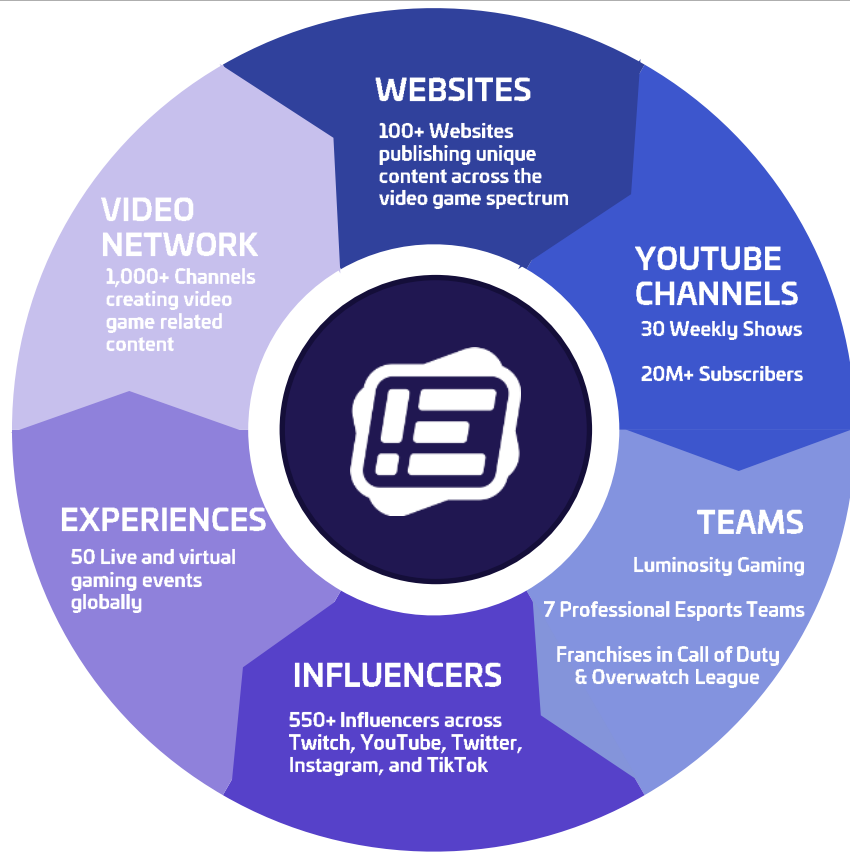 WEBSITES
100+ Websites
publishing unique
content across the
video game spectrum
YOUTUBE
CHANNELS
30 Weekly Shows
20M+ Subscribers
TEAMS
Luminosity Gaming
7 Professional Esports Teams
Franchises in Call of Duty
& Overwatch League
INFLUENCERS
550+ Influencers across
Twitch, YouTube, Twitter,
Instagram, and TikTok
EXPERIENCES
50 Live and virtual
gaming events
globally
VIDEO
NETWORK
1,000+ Channels
creating video
game related
content